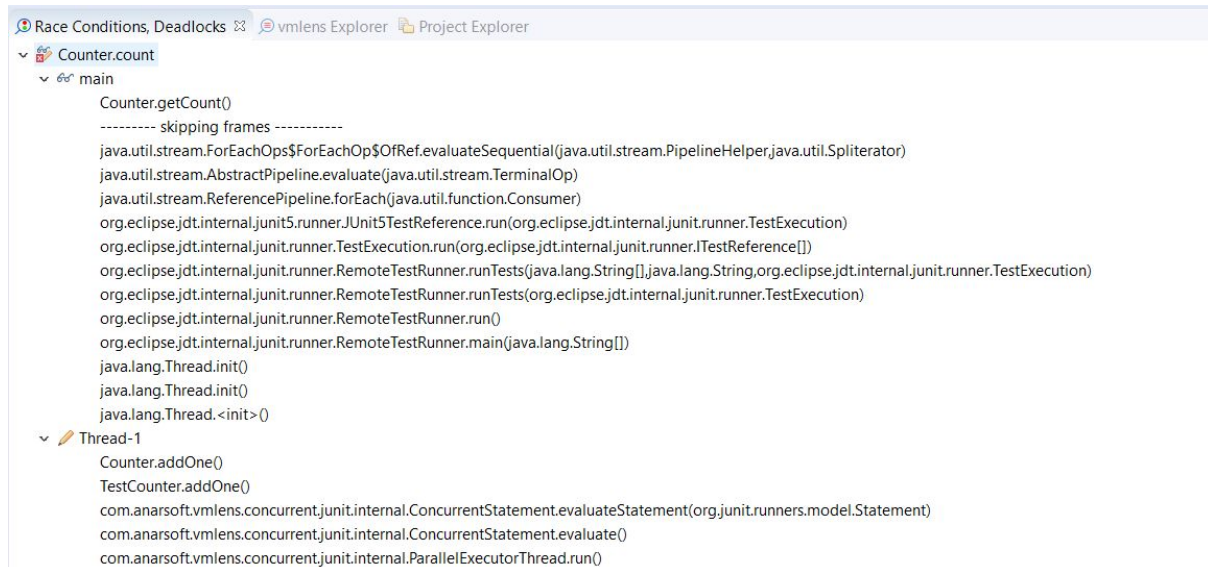 Race Conditions, Deadlocks vmlens Explorer Project Explorer
Counter.count
main
Counter.getCount()
--------- skipping frames -----------
java.util.stream.ForEachOps$ForEachOp$OfRef.evaluateSequential(java.util.stream.PipelineHelper,java.util.Spliterator)
java.util.stream.AbstractPipeline.evaluate(java.util.stream.TerminalOp)
java.util.stream.ReferencePipeline.forEach(java.util.function.Consumer)
org.eclipse.jdt.internal.junit5.runner.JUnit5TestReference.run(org.eclipse.jdt.internal.junit.runner.TestExecution)
org.eclipse.jdt.internal.junit.runner.TestExecution.run(org.eclipse.jdt.internal.junit.runner.ITestReference[])
org.eclipse.jdt.internal.junit.runner.RemoteTestRunner.runTests(java.lang.String[],java.lang.String,org.eclipse.jdt.internal.junit.runner.TestExecution)
org.eclipse.jdt.internal.junit.runner.RemoteTestRunner.runTests(org.eclipse.jdt.internal.junit.runner.TestExecution)
org.eclipse.jdt.internal.junit.runner.RemoteTestRunner.run()
org.eclipse.jdt.internal.junit.runner.RemoteTestRunner.main(java.lang.String[])
java.lang.Thread.init()
java.lang.Thread.init()
java.lang.Thread.<init>()
Thread-1
Counter.addOne()
TestCounter.addOne()
com.anarsoft.vmlens.concurrent.junit.internal.ConcurrentStatement.evaluateStatement(org.junit.runners.model.Statement)
com.anarsoft.vmlens.concurrent.junit.internal.ConcurrentStatement.evaluate()
com.anarsoft.vmlens.concurrent.junit.internal.ParallelExecutorThread.run()